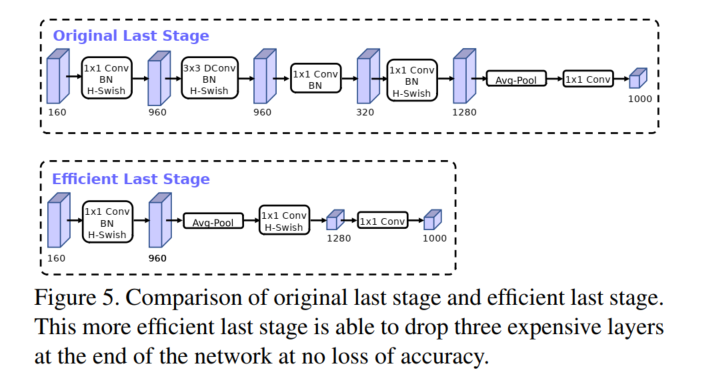 Original Last Stage
1x1 Conv
BN
H-Swish
3x3 DConv
BN
H-Swish
1x1 Conv
BN
1x1 Conv
BN
H-Swish
Avg-Pool
1x1 Conv
160
960
960
320
1280
1000
Efficient Last Stage
1x1 Conv
BN
H-Swish
Avg-Pool
1x1 Conv
H-Swish
1x1 Conv
160
960
1280
1000
Figure 5. Comparison of original last stage and efficient last stage.
This more efficient last stage is able to drop three expensive layers
at the end of the network at no loss of accuracy.